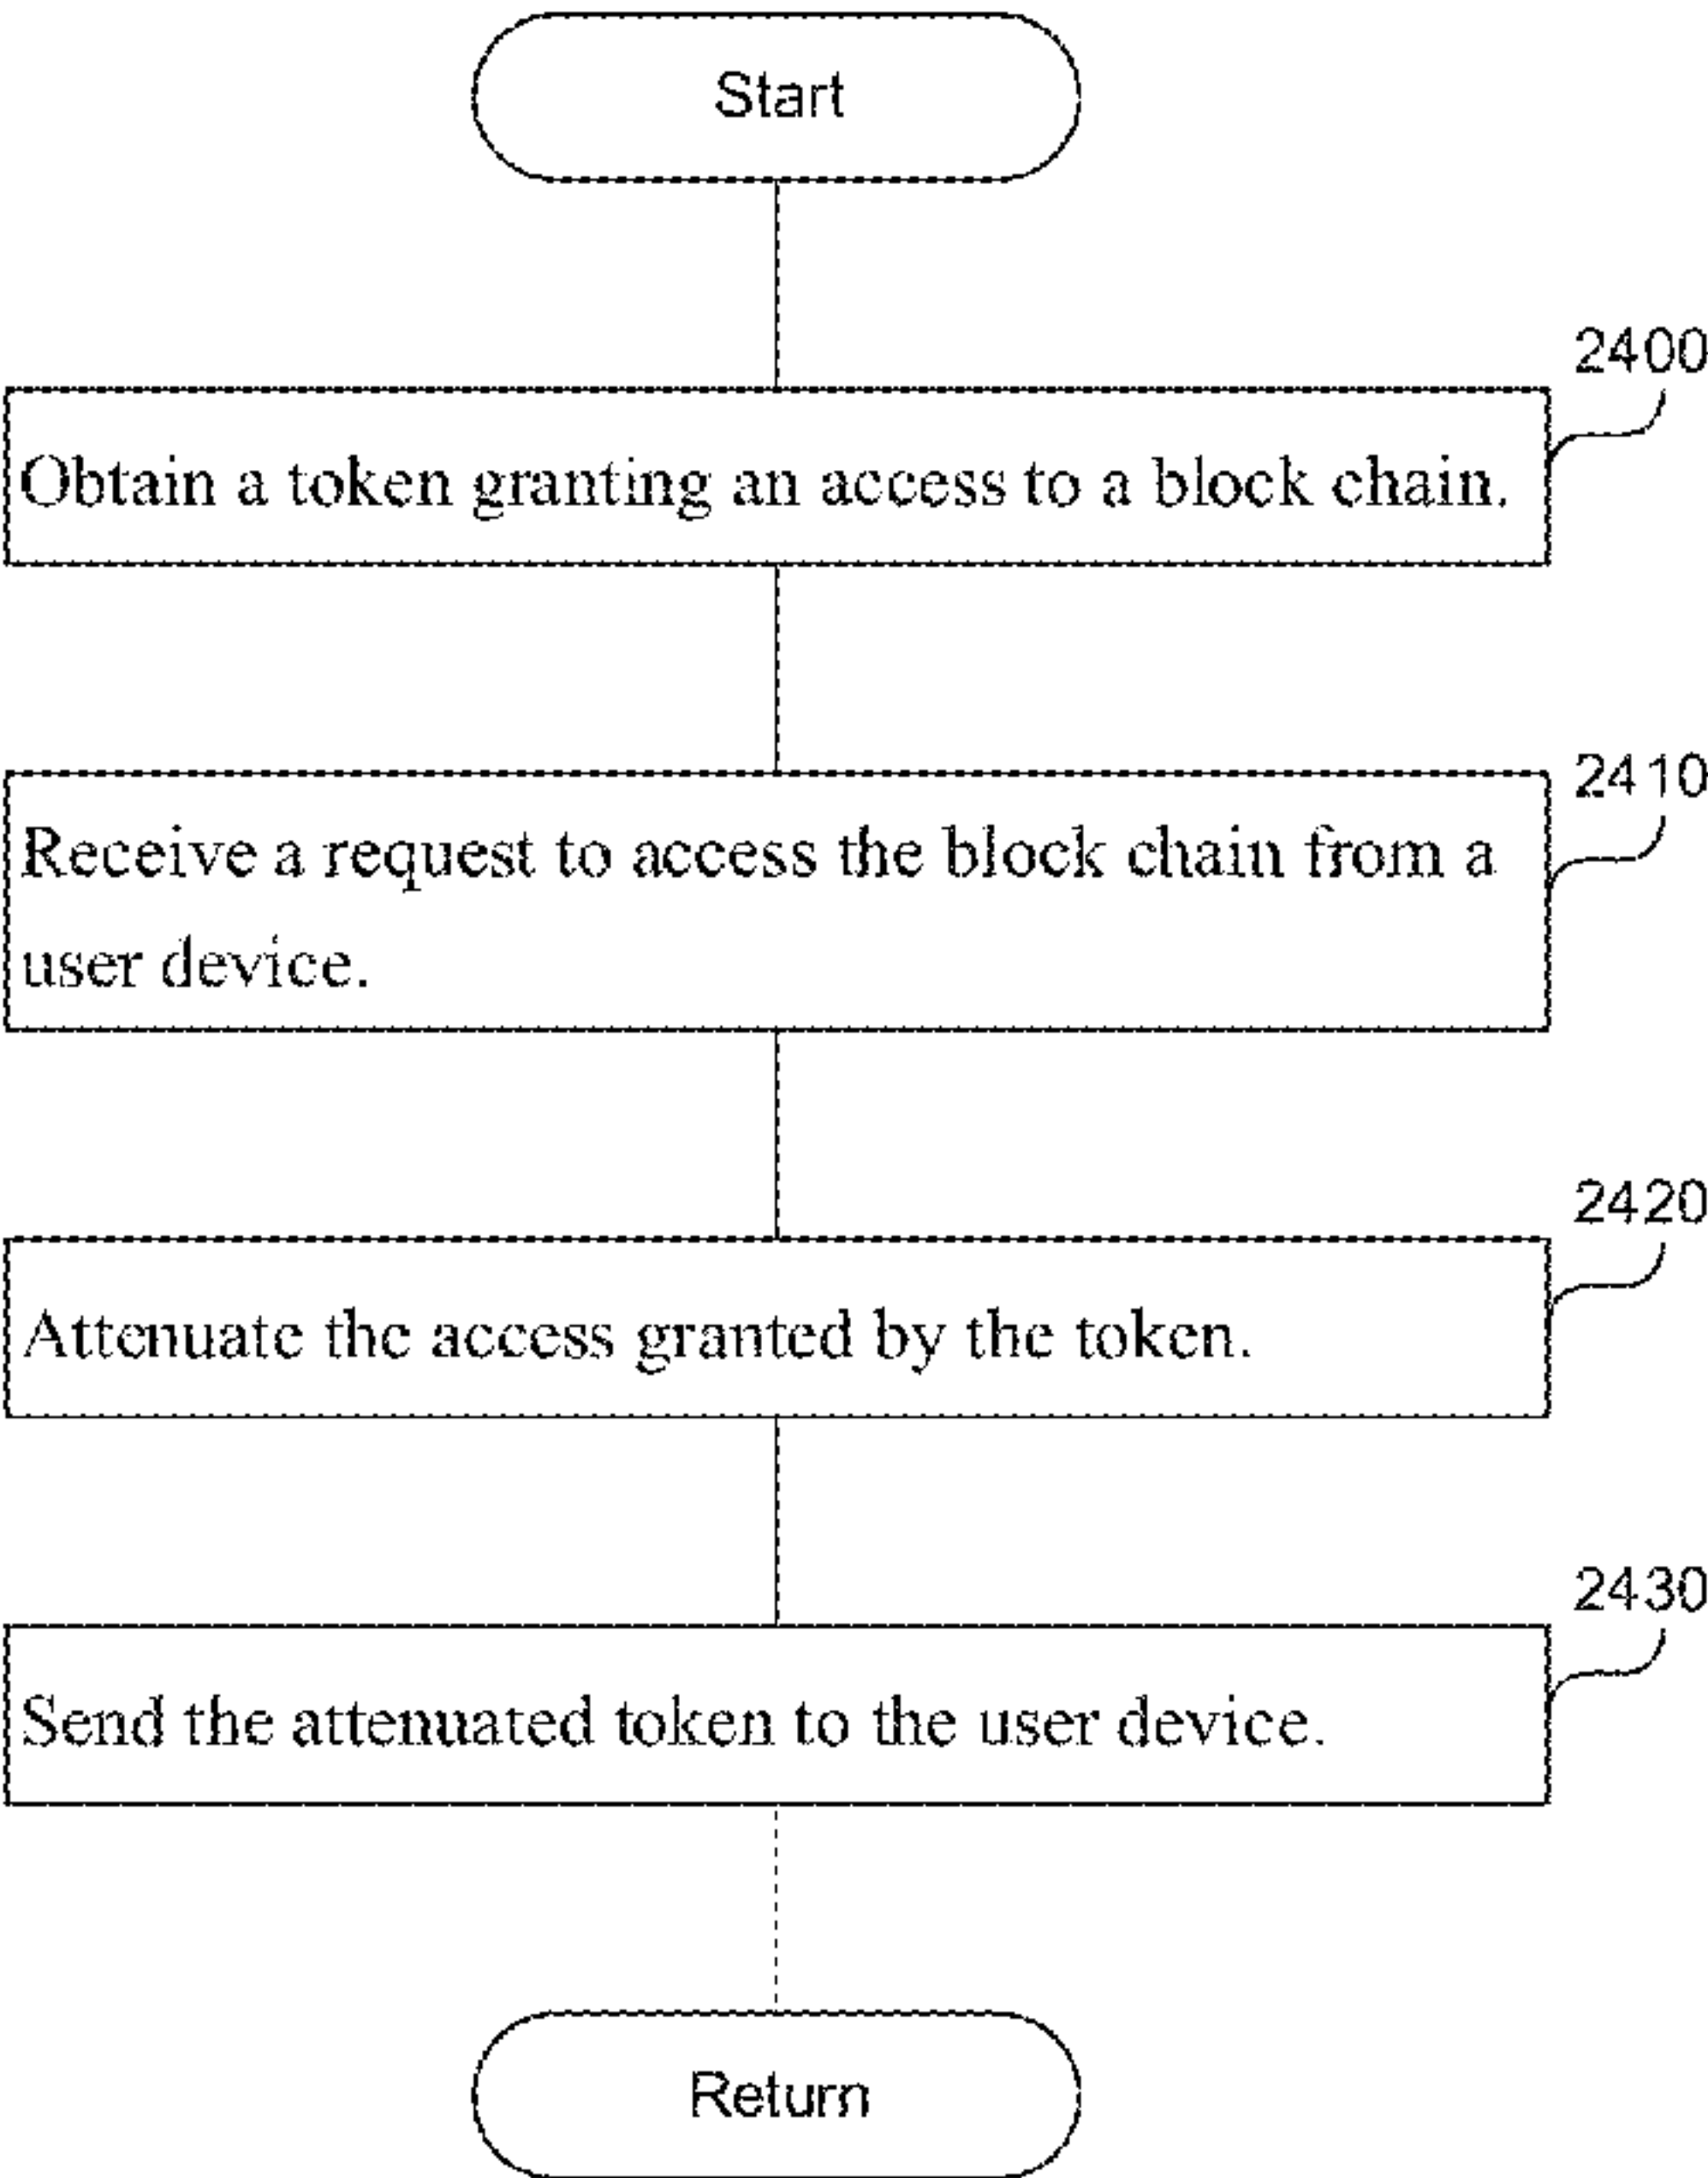 Start
2400
Obtain a token granting an access to a block chain.
2410
Receive a request to access the block chain from a
user device.
2420
Attenuate the access granted by the token.
2430
Send the attenuated token to the user device.
Return